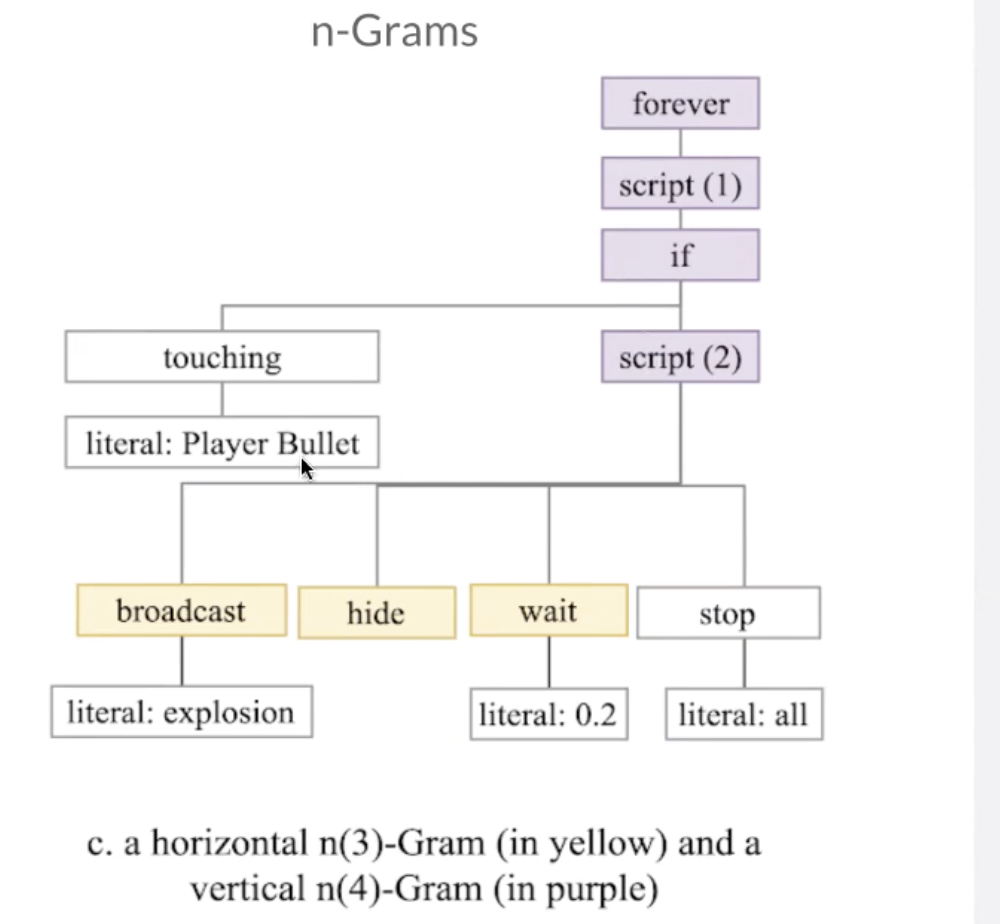 n-Grams
forever
script (1)
if
touching
script (2)
literal: Player Bullet
broadcast
hide
wait
stop
literal: explosion
literal: 0.2
literal: all
c. a horizontal n(3)-Gram (in yellow) and a
vertical n(4)-Gram (in purple)